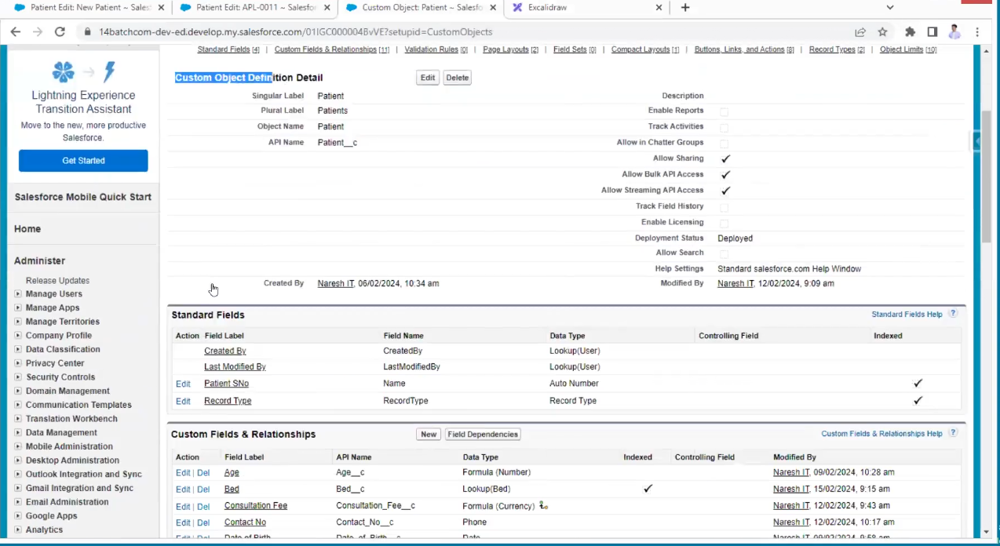 Patient Edit: New Patient ~ Sales
Patient Edit: APL-0011 ~ Salesfor
Custom Object: Patient ~ Salesfo
Excalidraw
14batchcom-dev-ed.develop.my.salesforce.com/01IGC000004BvVE?setupid=CustomObjects
Standard Fields [4] | Custom Fields & Relationships [11] | Validation Rules [0] | Page Layouts [2] | Field Sets [0] | Compact Layouts [1] | Buttons, Links, and Actions [8] | Record Types [2] | Object Limits [10]
Lightning Experience
Transition Assistant
Move to the new, more productive
Salesforce.
Get Started
Salesforce Mobile Quick Start
Home
Administer
Release Updates
Manage Users
Manage Apps
Manage Territories
Company Profile
Data Classification
Privacy Center
Security Controls
Domain Management
Communication Templates
Translation Workbench
Data Management
Mobile Administration
Desktop Administration
Outlook Integration and Sync
Gmail Integration and Sync
Email Administration
Google Apps
Analytics
Custom Object Definition Detail Edit Delete
Singular Label Patient Description
Plural Label Patients Enable Reports
Object Name Patient Track Activities
API Name Patient__c Allow in Chatter Groups
Allow Sharing ✓
Allow Bulk API Access ✓
Allow Streaming API Access ✓
Track Field History
Enable Licensing
Deployment Status Deployed
Allow Search
Help Settings Standard salesforce.com Help Window
Created By Naresh IT, 06/02/2024, 10:34 am Modified By Naresh IT, 12/02/2024, 9:09 am
Standard Fields Standard Fields Help ?
Action Field Label Field Name Data Type Controlling Field Indexed
Created By CreatedBy Lookup(User)
Last Modified By LastModifiedBy Lookup(User)
Edit Patient SNo Name Auto Number ✓
Edit Record Type RecordType Record Type ✓
Custom Fields & Relationships New Field Dependencies Custom Fields & Relationships Help ?
Action Field Label API Name Data Type Indexed Controlling Field Modified By
Edit | Del Age Age__c Formula (Number) Naresh IT, 09/02/2024, 10:28 am
Edit | Del Bed Bed__c Lookup(Bed) ✓ Naresh IT, 15/02/2024, 9:15 am
Edit | Del Consultation Fee Consultation_Fee__c Formula (Currency) Naresh IT, 12/02/2024, 9:43 am
Edit | Del Contact No Contact_No__c Phone Naresh IT, 12/02/2024, 10:17 am
Edit | Del Date of Birth Date_of_Birth__c Date Naresh IT, 09/02/2024, 9:58 am